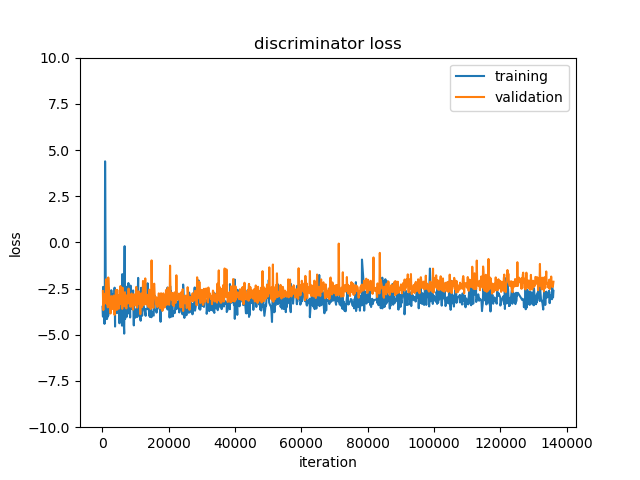 discriminator loss
training
validation
10.0
7.5
5.0
2.5
0.0
−2.5
−5.0
−7.5
−10.0
loss
0 20000 40000 60000 80000 100000 120000 140000
iteration